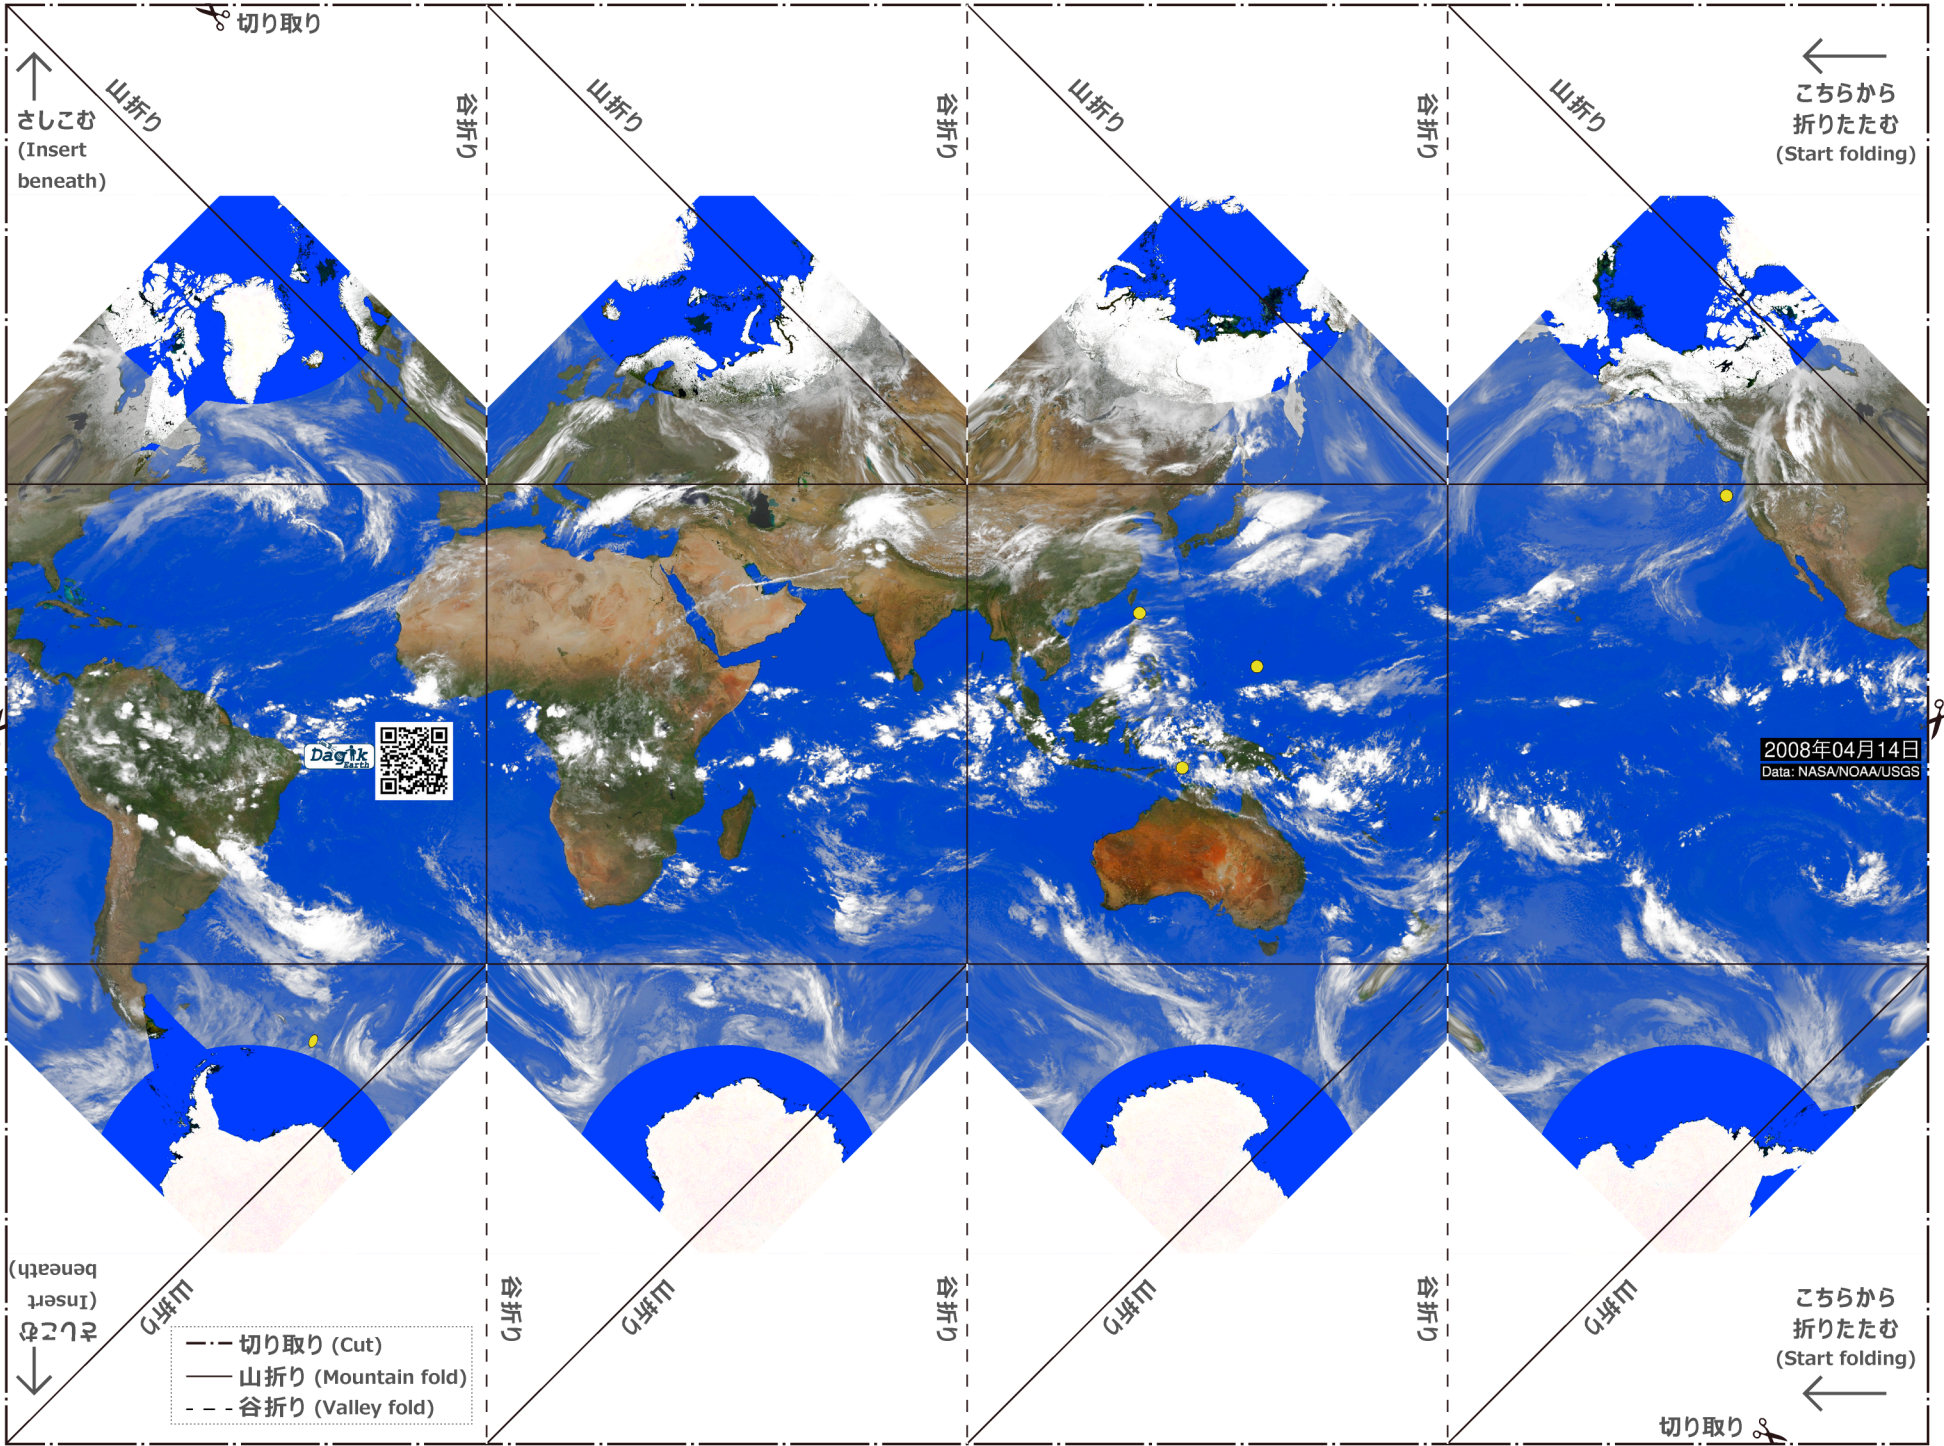 切り取り
山折り
谷折り
山折り
谷折り
山折り
谷折り
山折り
さしこむ
(Insert
beneath)
こちらから
折りたたむ
(Start folding)
Dagik
Earth
2008年04月14日
Data: NASA/NOAA/USGS
さしこむ
(Insert
beneath)
山折り
谷折り
山折り
谷折り
山折り
谷折り
山折り
こちらから
折りたたむ
(Start folding)
切り取り (Cut)
山折り (Mountain fold)
谷折り (Valley fold)
切り取り